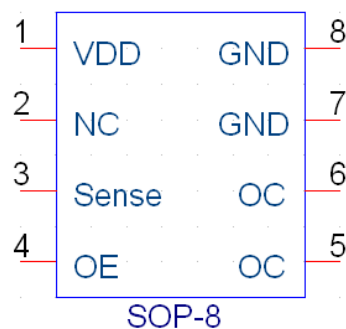 1 VDD GND 8
2 NC GND 7
3 Sense OC 6
4 OE OC 5
SOP-8